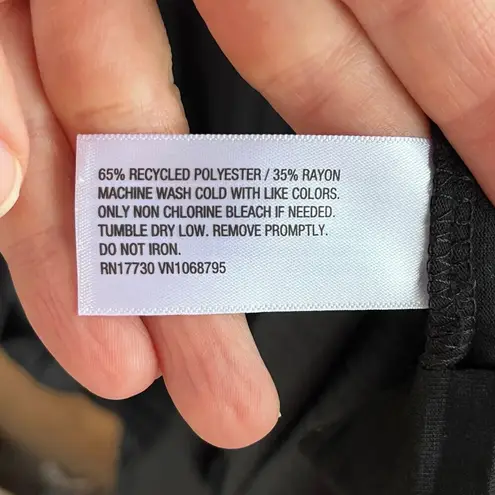 65% RECYCLED POLYESTER / 35% RAYON
MACHINE WASH COLD WITH LIKE COLORS.
ONLY NON CHLORINE BLEACH IF NEEDED.
TUMBLE DRY LOW. REMOVE PROMPTLY.
DO NOT IRON.
RN17730 VN1068795